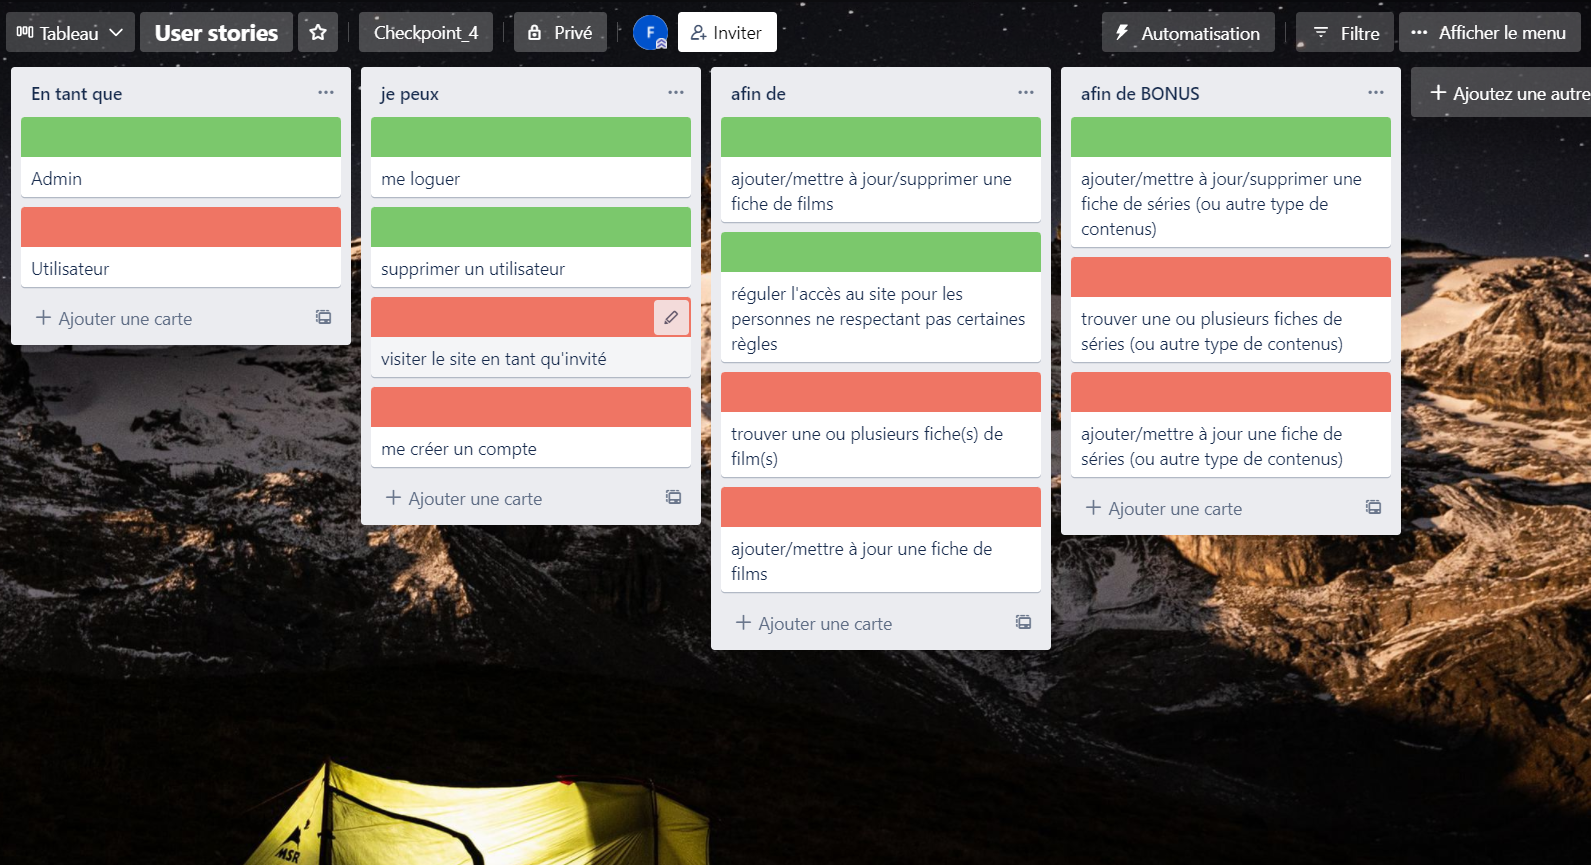 Tableau
User stories
Checkpoint_4
Privé
F
Inviter
Automatisation
Filtre
Afficher le menu
En tant que
Admin
Utilisateur
Ajouter une carte
je peux
me loguer
supprimer un utilisateur
visiter le site en tant qu'invité
me créer un compte
Ajouter une carte
afin de
ajouter/mettre à jour/supprimer une
fiche de films
réguler l'accès au site pour les
personnes ne respectant pas certaines
règles
trouver une ou plusieurs fiche(s) de
film(s)
ajouter/mettre à jour une fiche de
films
Ajouter une carte
afin de BONUS
ajouter/mettre à jour/supprimer une
fiche de séries (ou autre type de
contenus)
trouver une ou plusieurs fiches de
séries (ou autre type de contenus)
ajouter/mettre à jour une fiche de
séries (ou autre type de contenus)
Ajouter une carte
Ajoutez une autre
MSR